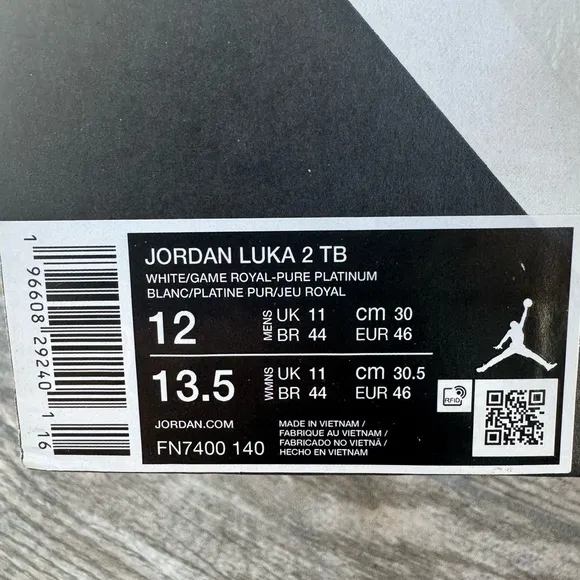 JORDAN LUKA 2 TB
WHITE/GAME ROYAL-PURE PLATINUM
BLANC/PLATINE PUR/JEU ROYAL
12 MENS UK 11 CM 30
BR 44 EUR 46
13.5 WMNS UK 11 CM 30.5
BR 44 EUR 46
RFID
JORDAN.COM
FN7400 140
MADE IN VIETNAM /
FABRIQUE AU VIETNAM /
FABRICADO NO VIETNÃ /
HECHO EN VIETNAM
1 96608 29240 1 16